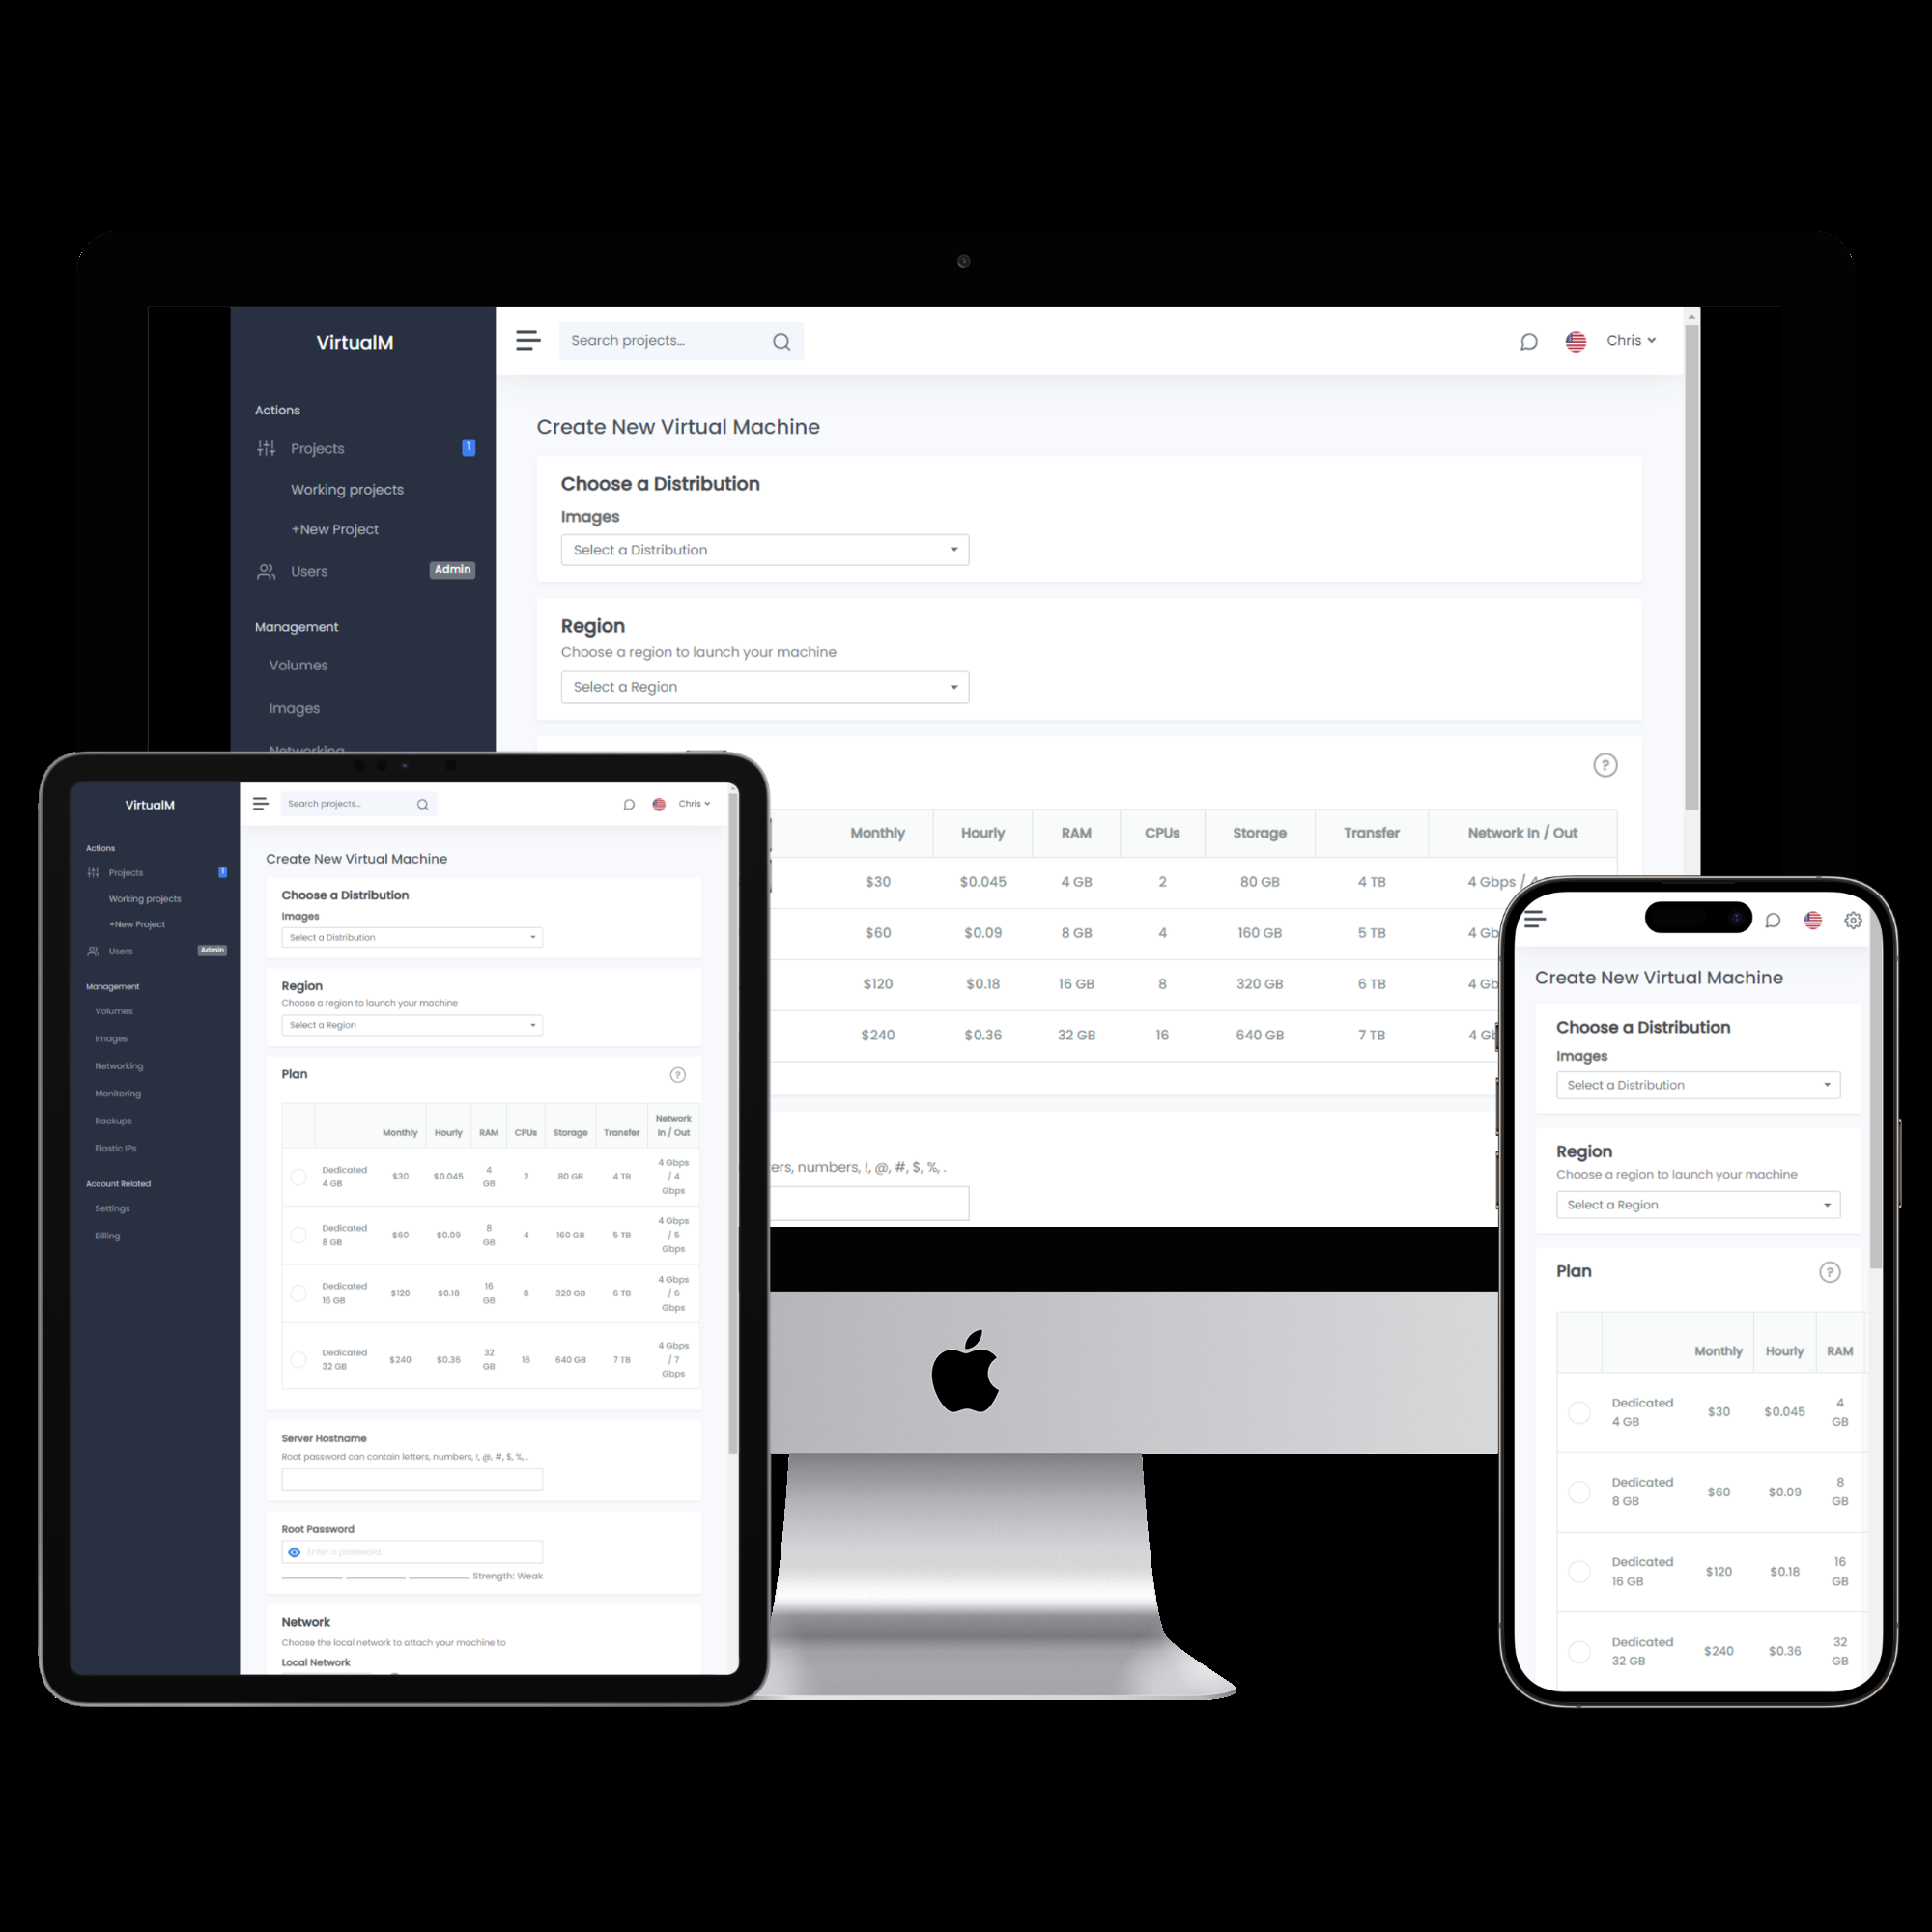 VirtualM
Search projects...
Chris
Actions
Projects
1
Working projects
+New Project
Users
Admin
Management
Volumes
Images
Networking
Create New Virtual Machine
Choose a Distribution
Images
Select a Distribution
Region
Choose a region to launch your machine
Select a Region
?
Monthly Hourly RAM CPUs Storage Transfer Network In / Out
$30 $0.045 4 GB 2 80 GB 4 TB 4 Gbps /
$60 $0.09 8 GB 4 160 GB 5 TB 4 Gb
$120 $0.18 16 GB 8 320 GB 6 TB 4 Gb
$240 $0.36 32 GB 16 640 GB 7 TB 4 Gb
ers, numbers, !, @, #, $, %, .
VirtualM
Search projects...
Chris
Actions
Projects
1
Working projects
+New Project
Users
Admin
Management
Volumes
Images
Networking
Monitoring
Backups
Elastic IPs
Account Related
Settings
Billing
Create New Virtual Machine
Choose a Distribution
Images
Select a Distribution
Region
Choose a region to launch your machine
Select a Region
Plan
?
Network
Monthly Hourly RAM CPUs Storage Transfer In / Out
Dedicated 4 GB $30 $0.045 4 GB 2 80 GB 4 TB 4 Gbps / 4 Gbps
Dedicated 8 GB $60 $0.09 8 GB 4 160 GB 5 TB 4 Gbps / 5 Gbps
Dedicated 16 GB $120 $0.18 16 GB 8 320 GB 6 TB 4 Gbps / 6 Gbps
Dedicated 32 GB $240 $0.36 32 GB 16 640 GB 7 TB 4 Gbps / 7 Gbps
Server Hostname
Root password can contain letters, numbers, !, @, #, $, %, .
Root Password
Enter a password
Strength: Weak
Network
Choose the local network to attach your machine to
Local Network
Create New Virtual Machine
Choose a Distribution
Images
Select a Distribution
Region
Choose a region to launch your machine
Select a Region
Plan
?
Monthly Hourly RAM
Dedicated 4 GB $30 $0.045 4 GB
Dedicated 8 GB $60 $0.09 8 GB
Dedicated 16 GB $120 $0.18 16 GB
Dedicated 32 GB $240 $0.36 32 GB